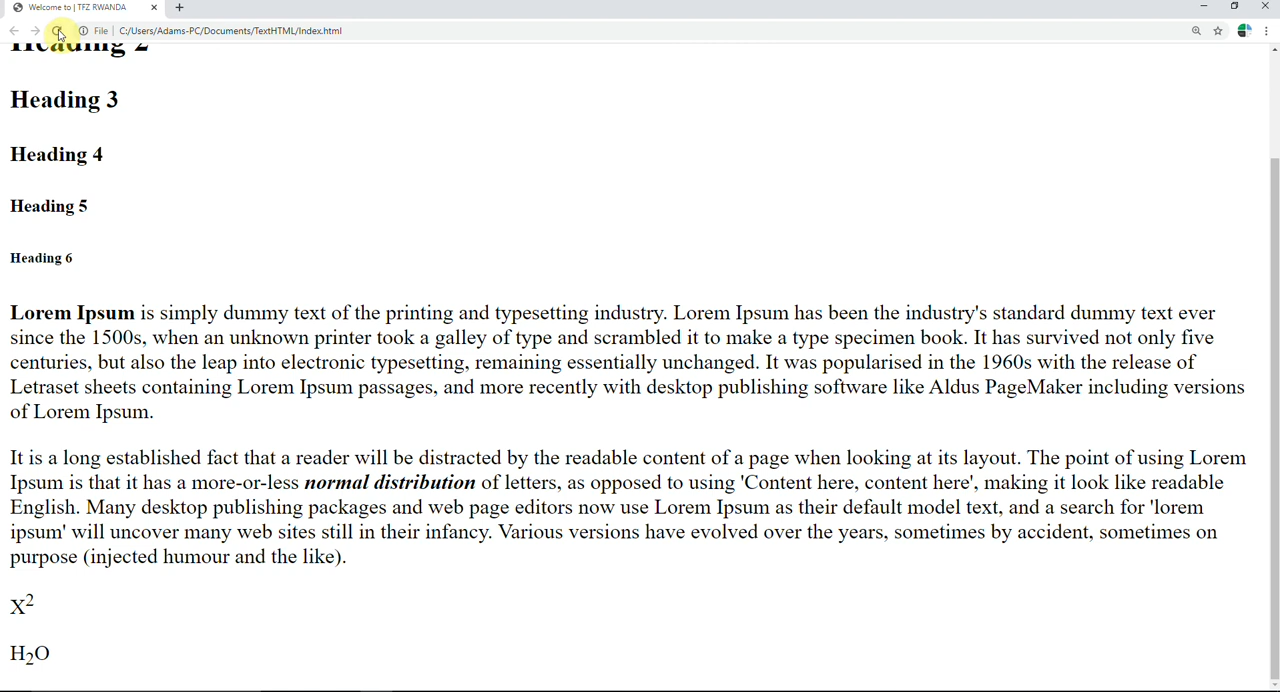 Welcome to | TFZ RWANDA
File | C:/Users/Adams-PC/Documents/TextHTML/Index.html
Heading 2
Heading 3
Heading 4
Heading 5
Heading 6
Lorem Ipsum is simply dummy text of the printing and typesetting industry. Lorem Ipsum has been the industry's standard dummy text ever
since the 1500s, when an unknown printer took a galley of type and scrambled it to make a type specimen book. It has survived not only five
centuries, but also the leap into electronic typesetting, remaining essentially unchanged. It was popularised in the 1960s with the release of
Letraset sheets containing Lorem Ipsum passages, and more recently with desktop publishing software like Aldus PageMaker including versions
of Lorem Ipsum.
It is a long established fact that a reader will be distracted by the readable content of a page when looking at its layout. The point of using Lorem
Ipsum is that it has a more-or-less normal distribution of letters, as opposed to using 'Content here, content here', making it look like readable
English. Many desktop publishing packages and web page editors now use Lorem Ipsum as their default model text, and a search for 'lorem
ipsum' will uncover many web sites still in their infancy. Various versions have evolved over the years, sometimes by accident, sometimes on
purpose (injected humour and the like).
X²
H₂O